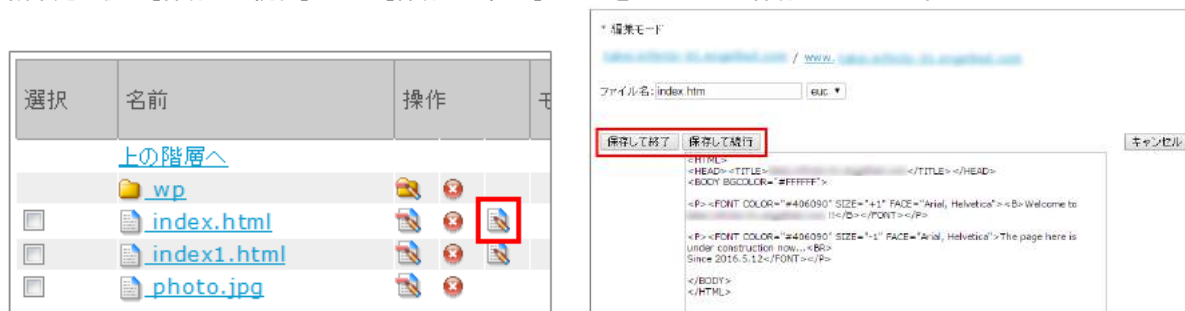 選択 名前 操作
上の階層へ
wp
index.html
index1.html
photo.jpg
* 編集モード
/ www.
ファイル名: index.htm euc ▼
保存して終了 保存して続行 キャンセル
<HTML>
<HEAD><TITLE> </TITLE></HEAD>
<BODY BGCOLOR="#FFFFFF">
<P><FONT COLOR="#406090" SIZE="+1" FACE="Arial, Helvetica"><B>Welcome to
!!</B></FONT></P>
<P><FONT COLOR="#406090" SIZE="-1" FACE="Arial, Helvetica">The page here is
under construction now...<BR>
Since 2016.5.12</FONT></P>
</BODY>
</HTML>